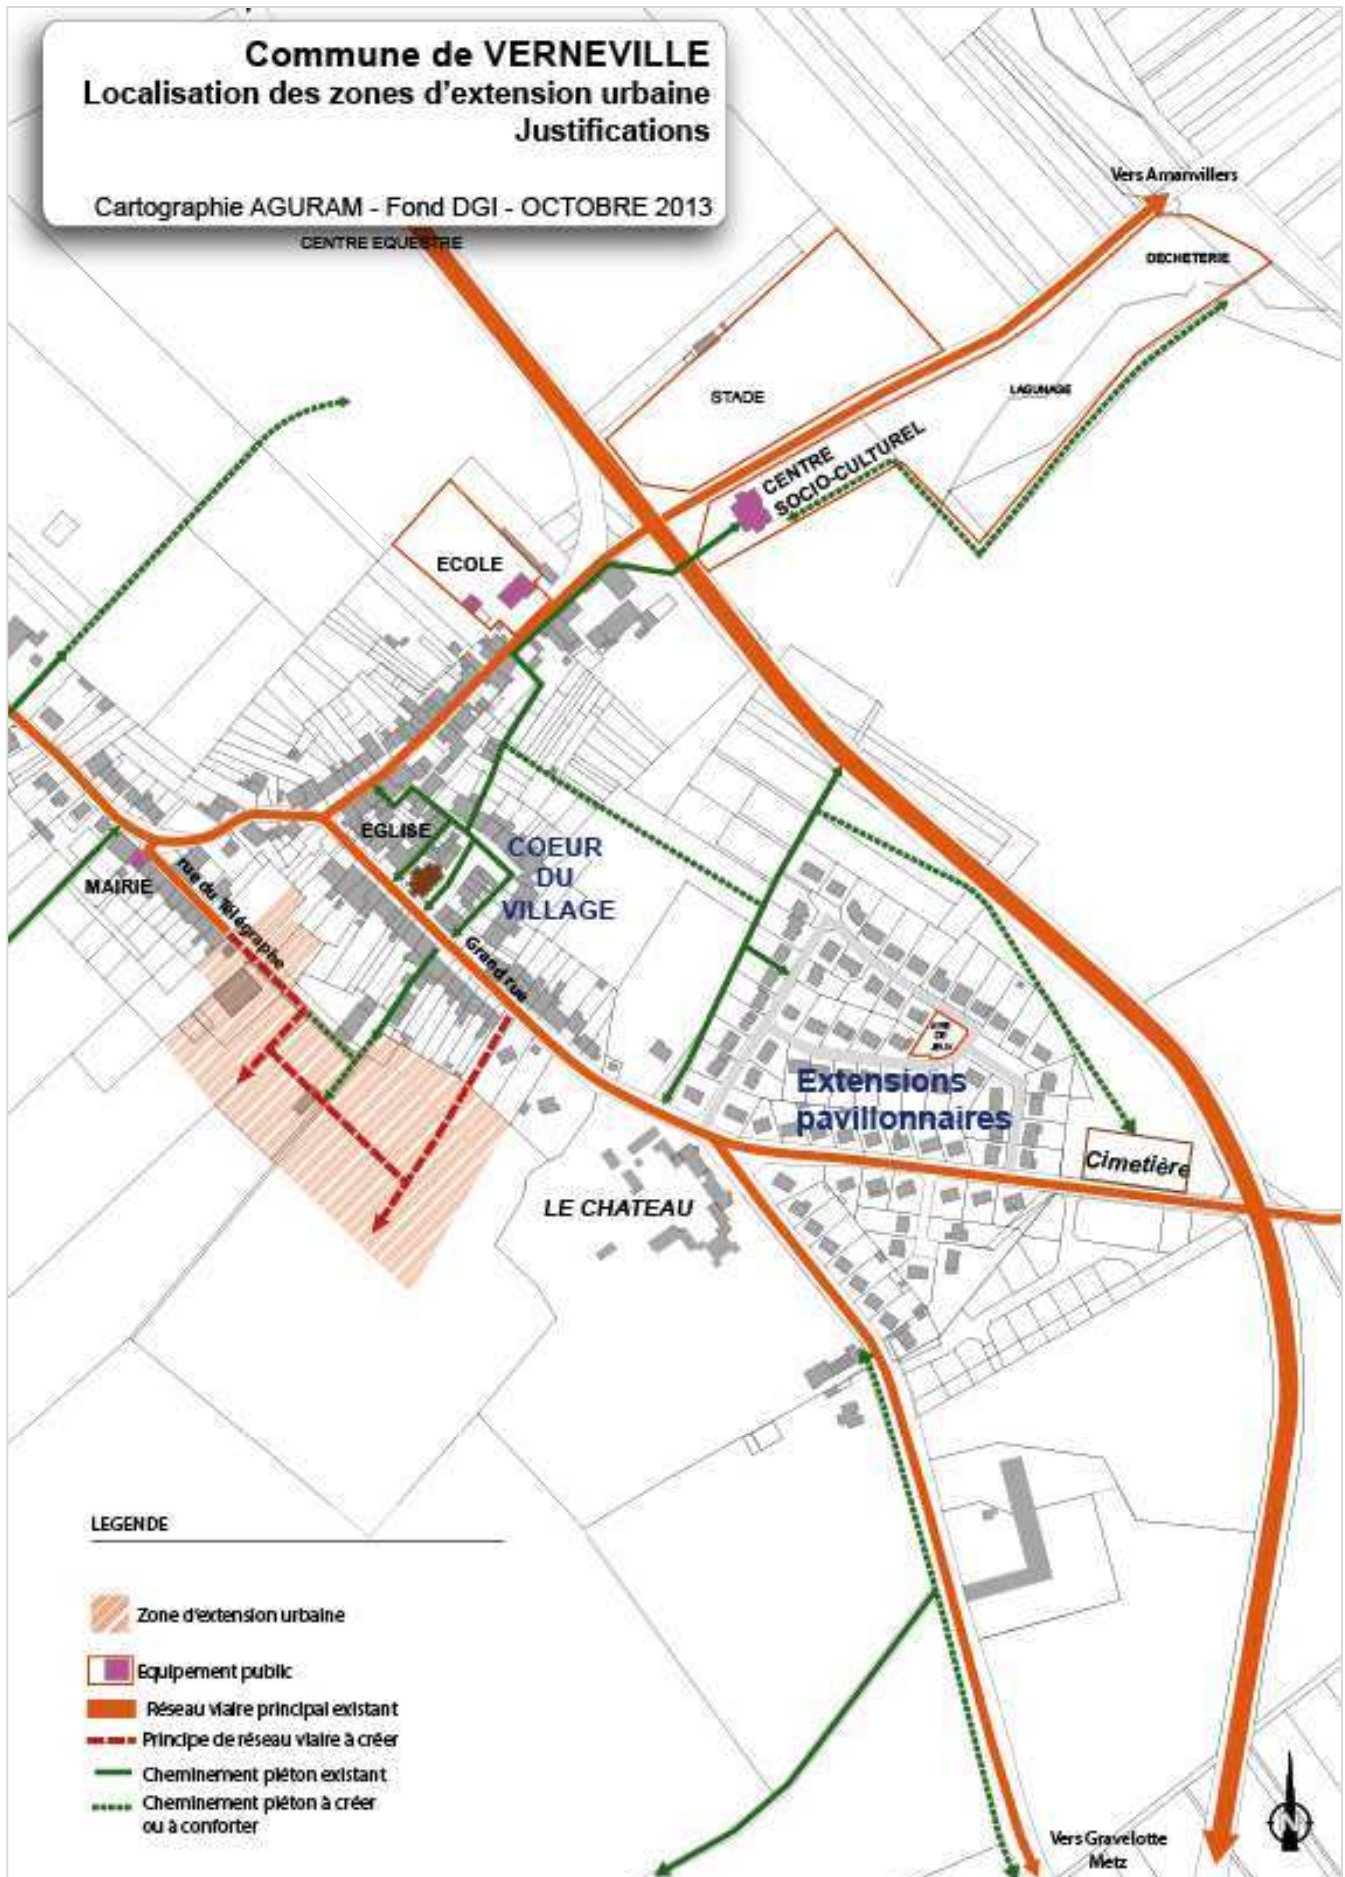 Commune de VERNEVILLE
Localisation des zones d'extension urbaine
Justifications
Cartographie AGURAM - Fond DGI - OCTOBRE 2013
CENTRE EQUESTRE
Vers Amanvillers
DECHETERIE
STADE
LAGUNAGE
CENTRE
SOCIO-CULTUREL
ECOLE
EGLISE
COEUR
DU
VILLAGE
MAIRIE
rue du Télégraphe
Grand rue
AIRE
DE
JEUX
Extensions
pavillonnaires
Cimetière
LE CHATEAU
LEGENDE
Zone d'extension urbaine
Equipement public
Réseau viaire principal existant
Principe de réseau viaire à créer
Cheminement piéton existant
Cheminement piéton à créer
ou à conforter
Vers Gravelotte
Metz
N